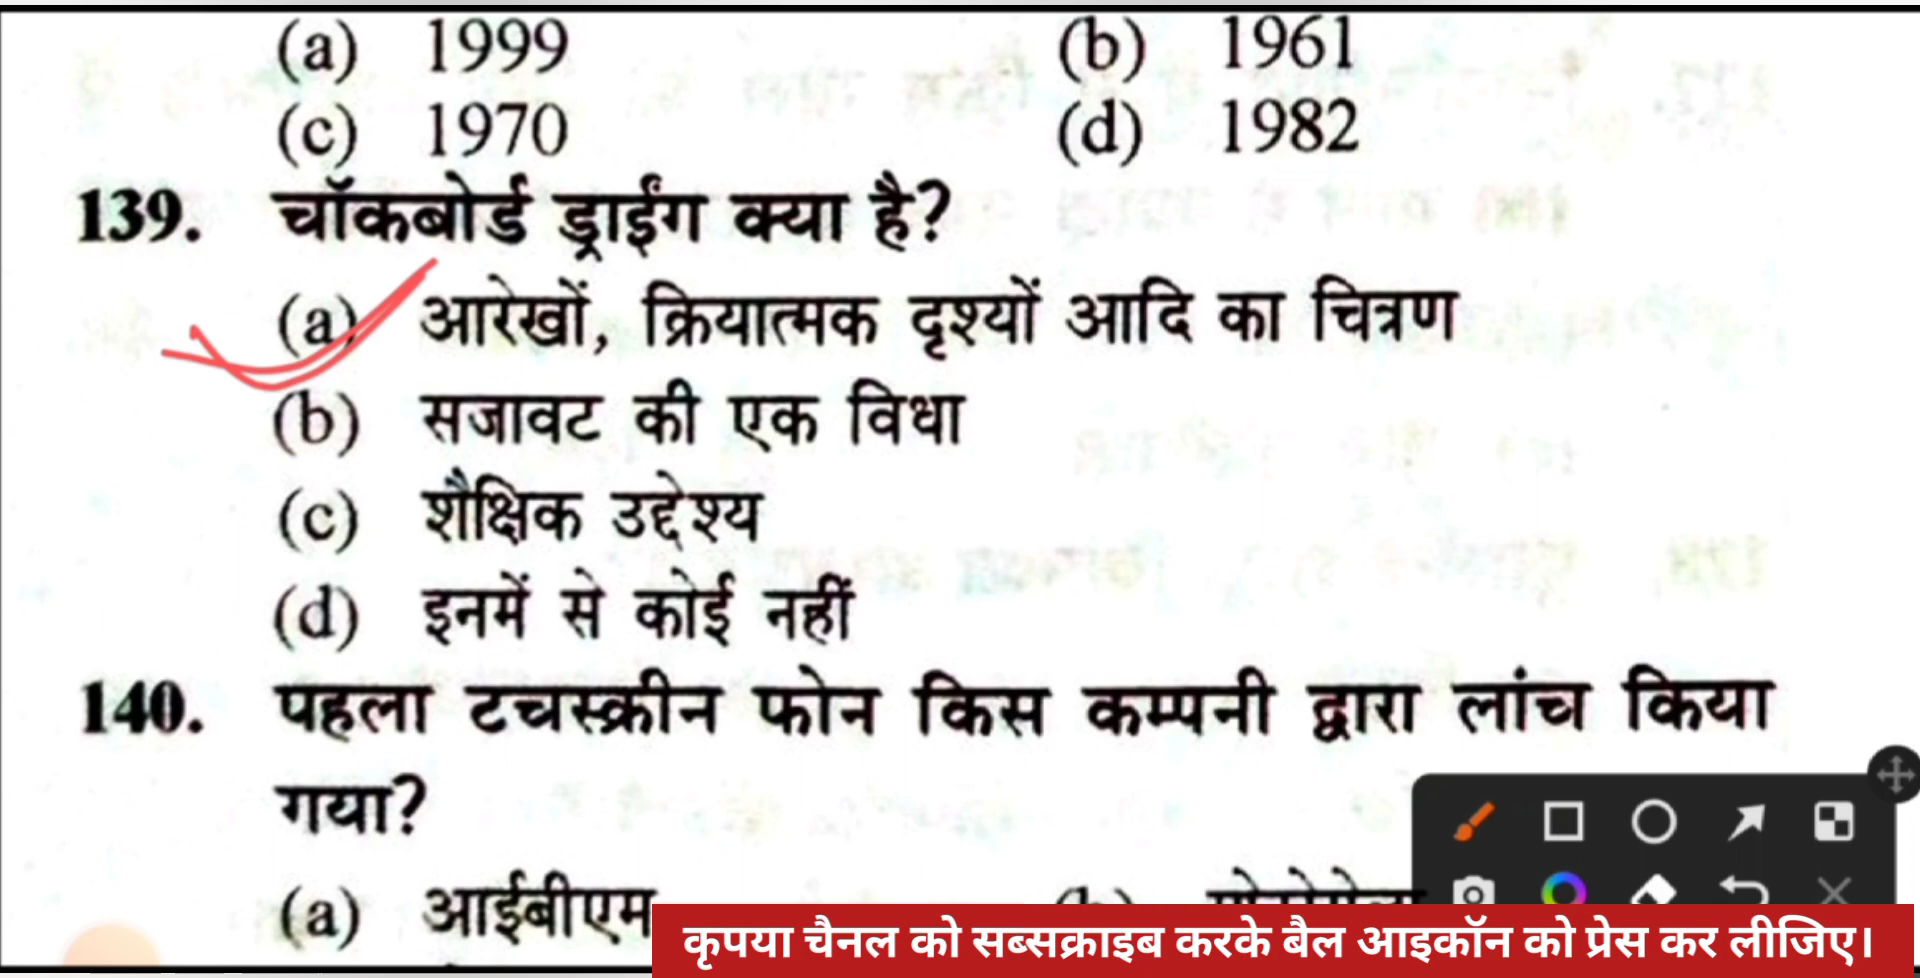 (a) 1999 (b) 1961
(c) 1970 (d) 1982
139. चॉकबोर्ड ड्राईंग क्या है?
(a) आरेखों, क्रियात्मक दृश्यों आदि का चित्रण
(b) सजावट की एक विधा
(c) शैक्षिक उद्देश्य
(d) इनमें से कोई नहीं
140. पहला टचस्क्रीन फोन किस कम्पनी द्वारा लांच किया
गया?
(a) आईबीएम
कृपया चैनल को सब्सक्राइब करके बैल आइकॉन को प्रेस कर लीजिए।